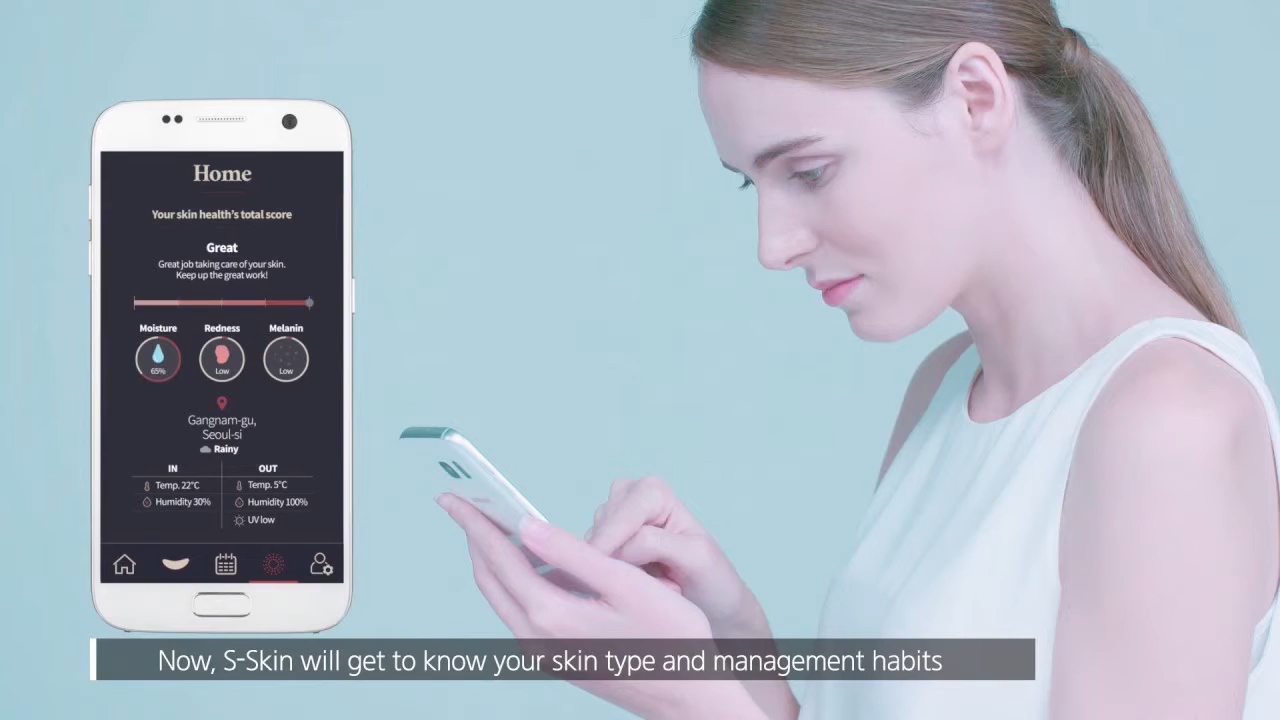 Home
Your skin health's total score
Great
Great job taking care of your skin.
Keep up the great work!
Moisture Redness Melanin
65% Low Low
Gangnam-gu,
Seoul-si
Rainy
IN OUT
Temp. 22°C Temp. 5°C
Humidity 30% Humidity 100%
UV low
Now, S-Skin will get to know your skin type and management habits